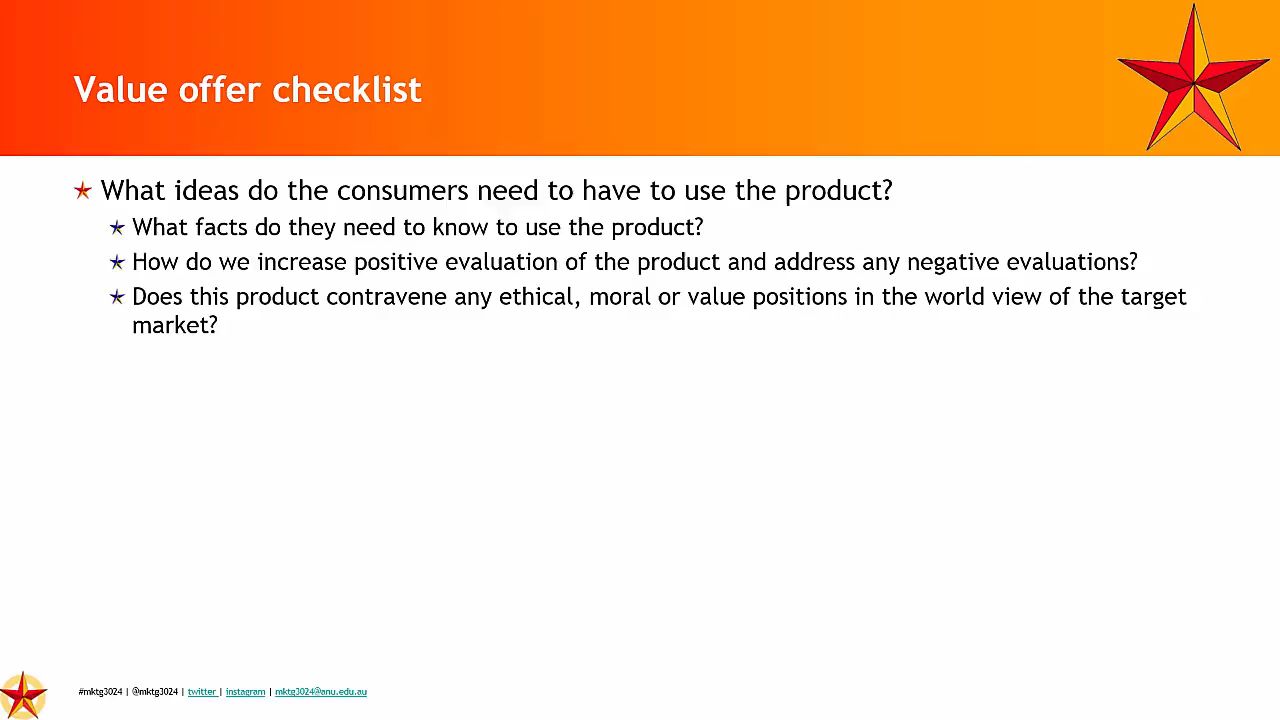 Value offer checklist
What ideas do the consumers need to have to use the product?
What facts do they need to know to use the product?
How do we increase positive evaluation of the product and address any negative evaluations?
Does this product contravene any ethical, moral or value positions in the world view of the target
market?
#mktg3024 | @mktg3024 | twitter | instagram | mktg3024@anu.edu.au